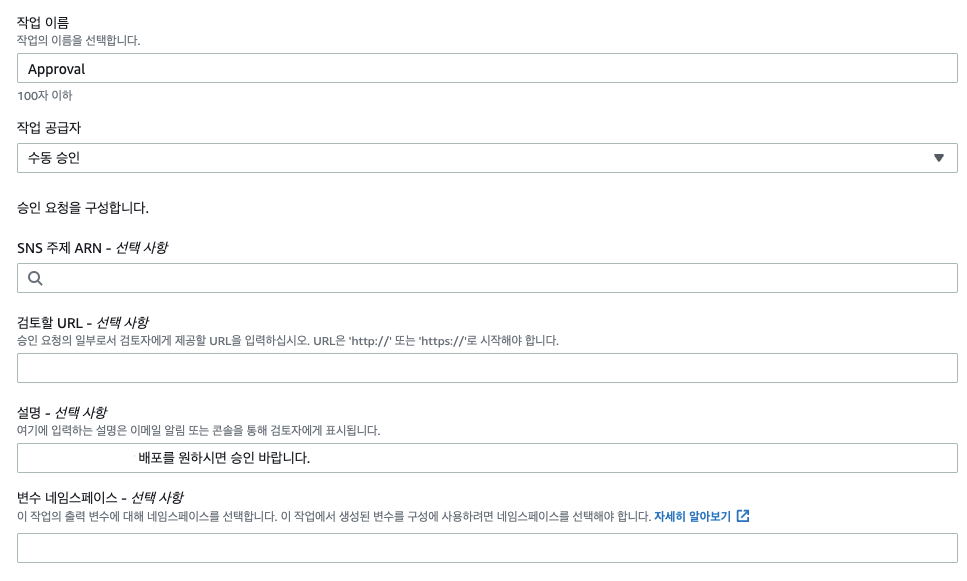 작업 이름
작업의 이름을 선택합니다.
Approval
100자 이하
작업 공급자
수동 승인
승인 요청을 구성합니다.
SNS 주제 ARN - 선택 사항
검토할 URL - 선택 사항
승인 요청의 일부로서 검토자에게 제공할 URL을 입력하십시오. URL은 'http://' 또는 'https://'로 시작해야 합니다.
설명 - 선택 사항
여기에 입력하는 설명은 이메일 알림 또는 콘솔을 통해 검토자에게 표시됩니다.
배포를 원하시면 승인 바랍니다.
변수 네임스페이스 - 선택 사항
이 작업의 출력 변수에 대해 네임스페이스를 선택합니다. 이 작업에서 생성된 변수를 구성에 사용하려면 네임스페이스를 선택해야 합니다. 자세히 알아보기